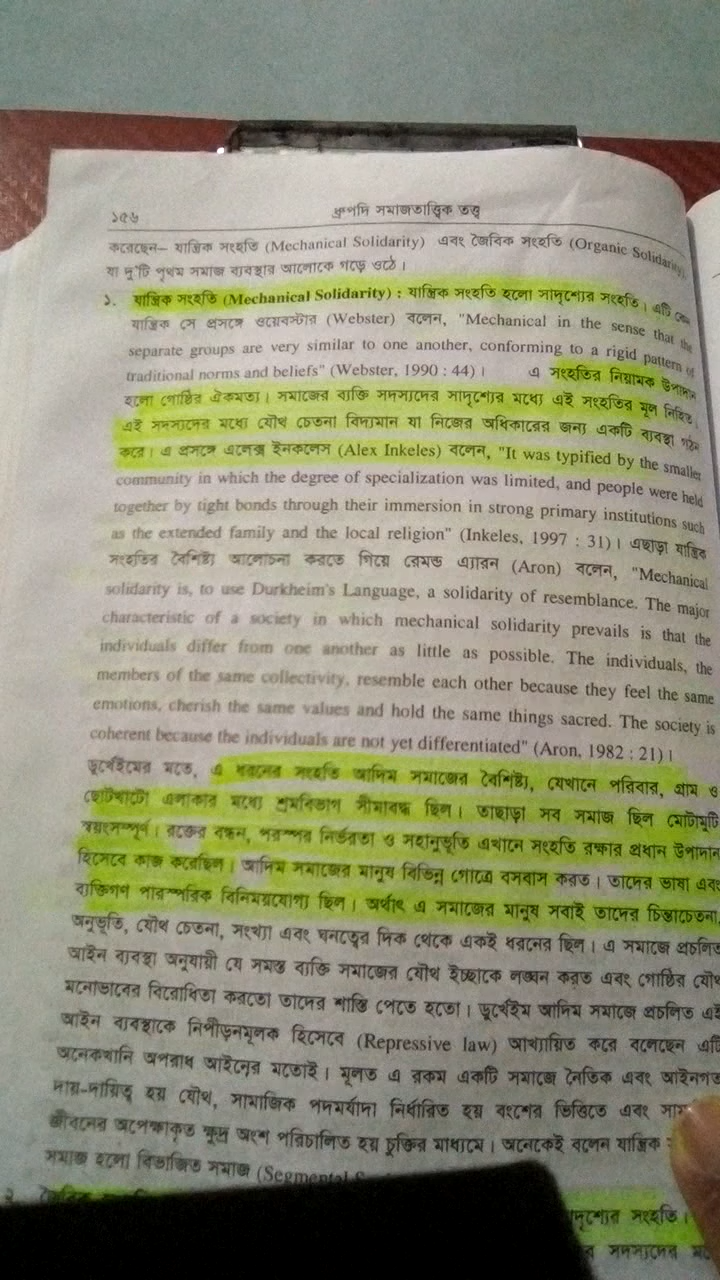 ১৫৬ ধ্রুপদি সমাজতাত্ত্বিক তত্ত্ব
করেছেন– যান্ত্রিক সংহতি (Mechanical Solidarity) এবং জৈবিক সংহতি (Organic Solidarity),
যা দু'টি পৃথক সমাজ ব্যবস্থার আলোকে গড়ে ওঠে।
১. যান্ত্রিক সংহতি (Mechanical Solidarity) : যান্ত্রিক সংহতি হলো সাদৃশ্যের সংহতি। এটি কেন
যান্ত্রিক সে প্রসঙ্গে ওয়েবস্টার (Webster) বলেন, "Mechanical in the sense that the
separate groups are very similar to one another, conforming to a rigid pattern of
traditional norms and beliefs" (Webster, 1990 : 44)। এ সংহতির নিয়ামক উপাদান
হলো গোষ্ঠির ঐকমত্য। সমাজের ব্যক্তি সদস্যদের সাদৃশ্যের মধ্যে এই সংহতির মূল নিহিত।
এই সদস্যদের মধ্যে যৌথ চেতনা বিদ্যমান যা নিজের অধিকারের জন্য একটি ব্যবস্থা গঠন
করে। এ প্রসঙ্গে এলেক্স ইনকলেস (Alex Inkeles) বলেন, "It was typified by the smaller
community in which the degree of specialization was limited, and people were held
together by tight bonds through their immersion in strong primary institutions such
as the extended family and the local religion" (Inkeles, 1997 : 31)। এছাড়া যান্ত্রিক
সংহতির বৈশিষ্ট্য আলোচনা করতে গিয়ে রেমন্ড এ্যারন (Aron) বলেন, "Mechanical
solidarity is, to use Durkheim's Language, a solidarity of resemblance. The major
characteristic of a society in which mechanical solidarity prevails is that the
individuals differ from one another as little as possible. The individuals, the
members of the same collectivity, resemble each other because they feel the same
emotions, cherish the same values and hold the same things sacred. The society is
coherent because the individuals are not yet differentiated" (Aron, 1982 : 21)।
ডুর্খেইমের মতে, এ ধরনের সংহতি আদিম সমাজের বৈশিষ্ট্য, যেখানে পরিবার, গ্রাম ও
ছোটখাটো এলাকার মধ্যে শ্রমবিভাগ সীমাবদ্ধ ছিল। তাছাড়া সব সমাজ ছিল মোটামুটি
স্বয়ংসম্পূর্ণ। রক্তের বন্ধন, পরস্পর নির্ভরতা ও সহানুভূতি এখানে সংহতি রক্ষার প্রধান উপাদান
হিসেবে কাজ করেছিল। আদিম সমাজের মানুষ বিভিন্ন গোত্রে বসবাস করত। তাদের ভাষা এবং
ব্যক্তিগণ পারস্পরিক বিনিময়যোগ্য ছিল। অর্থাৎ এ সমাজের মানুষ সবাই তাদের চিন্তাচেতনা,
অনুভূতি, যৌথ চেতনা, সংখ্যা এবং ঘনত্বের দিক থেকে একই ধরনের ছিল। এ সমাজে প্রচলিত
আইন ব্যবস্থা অনুযায়ী যে সমস্ত ব্যক্তি সমাজের যৌথ ইচ্ছাকে লঙ্ঘন করত এবং গোষ্ঠির যৌথ
মনোভাবের বিরোধিতা করতো তাদের শাস্তি পেতে হতো। ডুর্খেইম আদিম সমাজে প্রচলিত এই
আইন ব্যবস্থাকে নিপীড়নমূলক হিসেবে (Repressive law) আখ্যায়িত করে বলেছেন এটি
অনেকখানি অপরাধ আইনের মতোই। মূলত এ রকম একটি সমাজে নৈতিক এবং আইনগত
দায়-দায়িত্ব হয় যৌথ, সামাজিক পদমর্যাদা নির্ধারিত হয় বংশের ভিত্তিতে এবং
জীবনের অপেক্ষাকৃত ক্ষুদ্র অংশ পরিচালিত হয় চুক্তির মাধ্যমে। অনেকেই বলেন যান্ত্রিক
সমাজ হলো বিভাজিত সমাজ (Segmental
সাদৃশ্যের সংহতি।
সদস্যদের মধ্যে